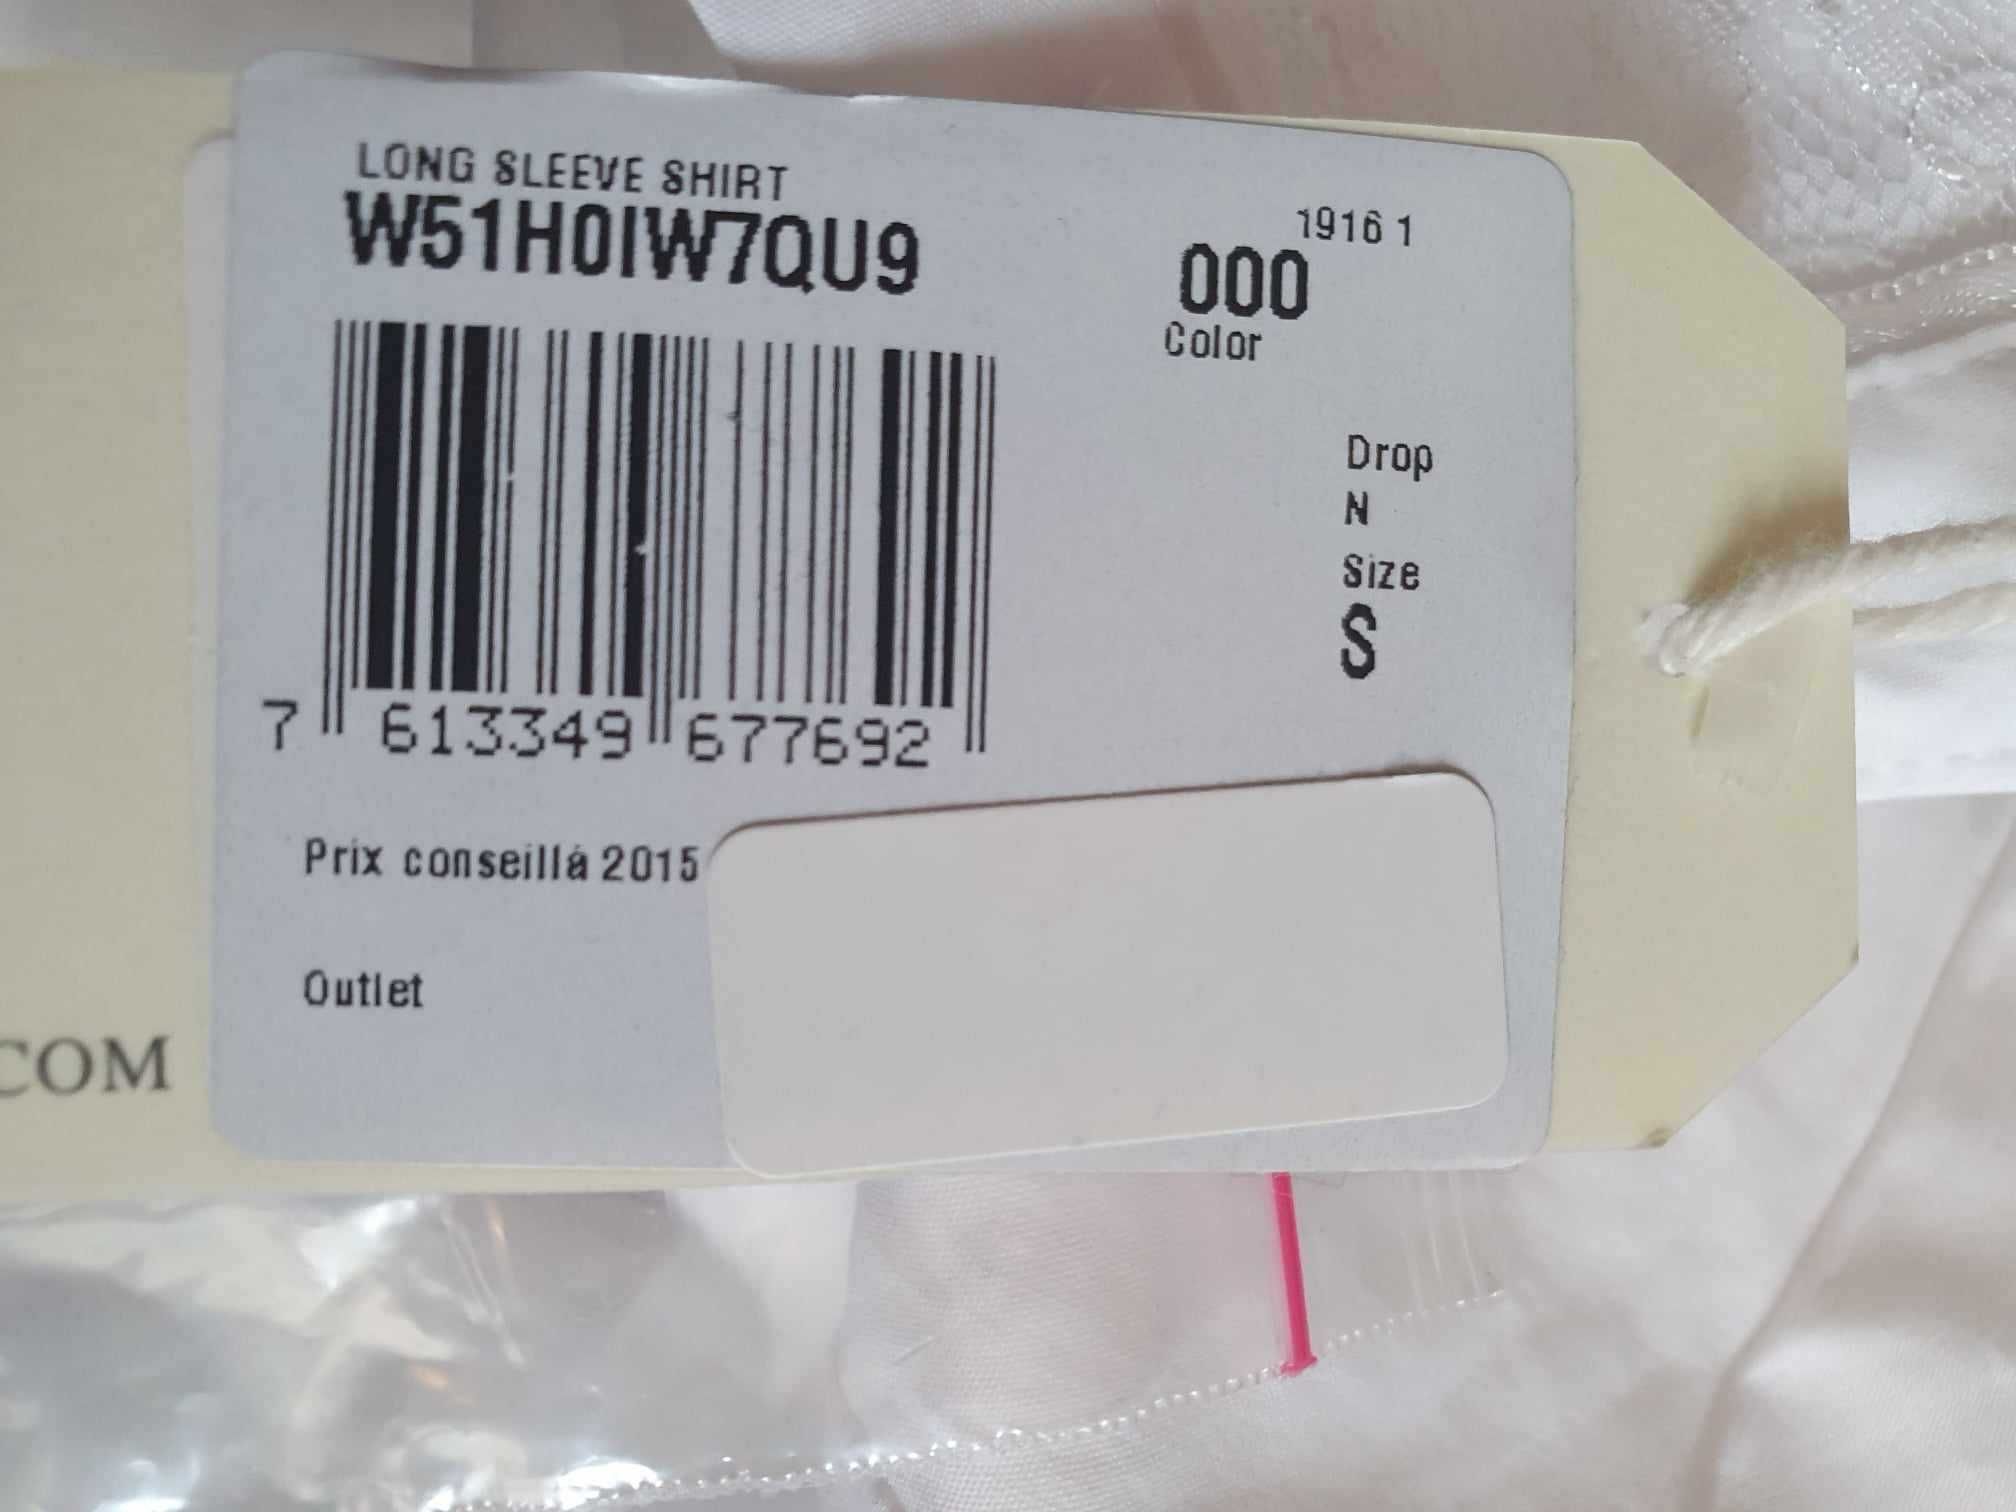 LONG SLEEVE SHIRT
W51H0IW7QU9
1916 1
000
Color
Drop
N
Size
S
7 613349 677692
Prix conseillá 2015
Outlet
COM